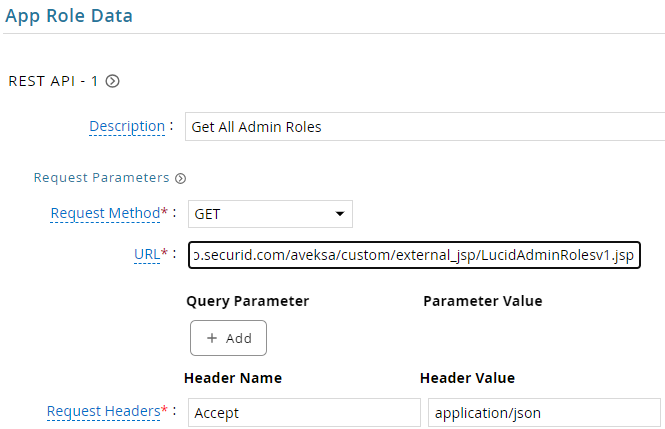 App Role Data
REST API - 1
Description :
Get All Admin Roles
Request Parameters
Request Method* :
GET
URL* :
o.securid.com/aveksa/custom/external_jsp/LucidAdminRolesv1.jsp
Query Parameter Parameter Value
+ Add
Header Name Header Value
Request Headers* :
Accept application/json